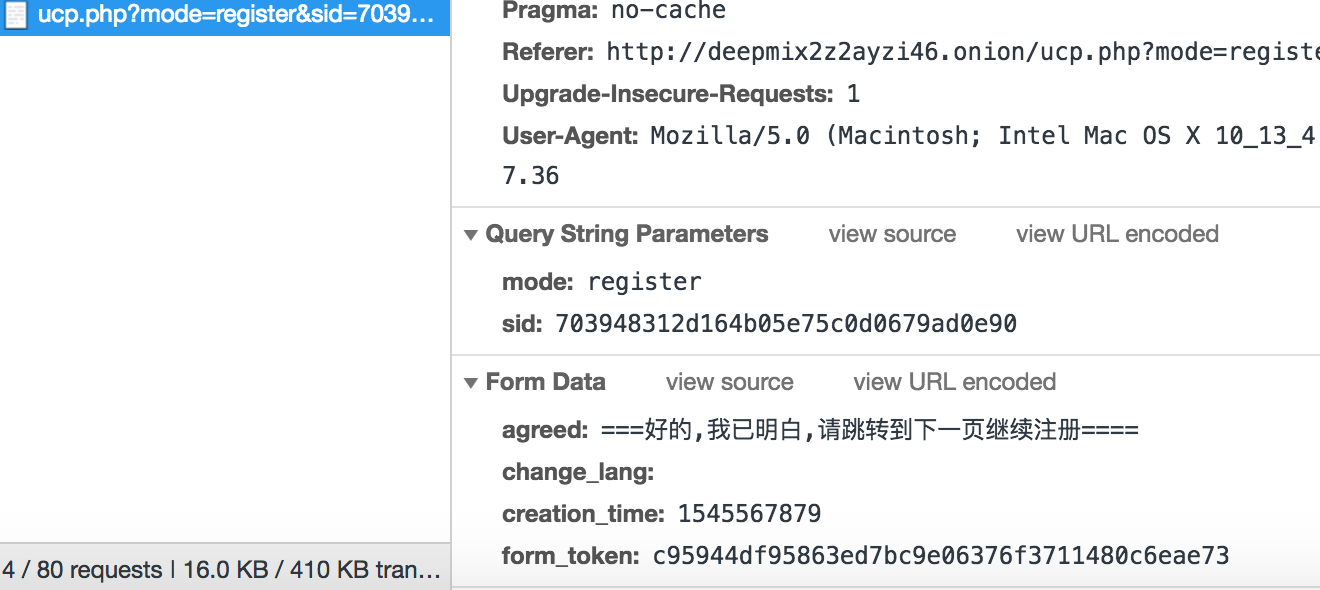 ucp.php?mode=register&sid=7039...
Pragma: no-cache
Referer: http://deepmix2z2ayzi46.onion/ucp.php?mode=registe
Upgrade-Insecure-Requests: 1
User-Agent: Mozilla/5.0 (Macintosh; Intel Mac OS X 10_13_4
7.36
Query String Parameters view source view URL encoded
mode: register
sid: 703948312d164b05e75c0d0679ad0e90
Form Data view source view URL encoded
agreed: ===好的,我已明白,请跳转到下一页继续注册====
change_lang:
creation_time: 1545567879
form_token: c95944df95863ed7bc9e06376f3711480c6eae73
4 / 80 requests | 16.0 KB / 410 KB tran...